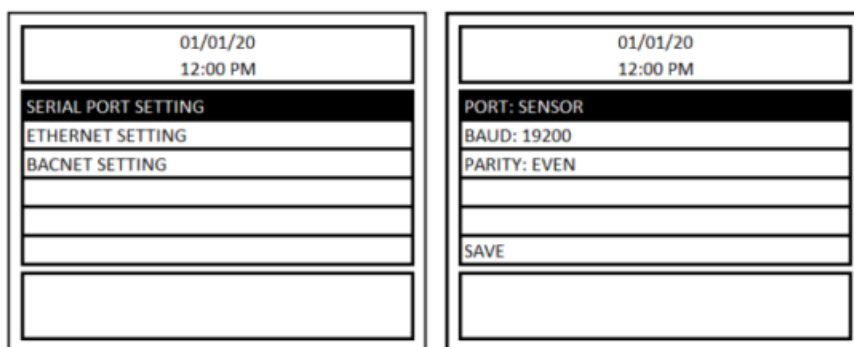 01/01/20
12:00 PM
SERIAL PORT SETTING
ETHERNET SETTING
BACNET SETTING
01/01/20
12:00 PM
PORT: SENSOR
BAUD: 19200
PARITY: EVEN
SAVE